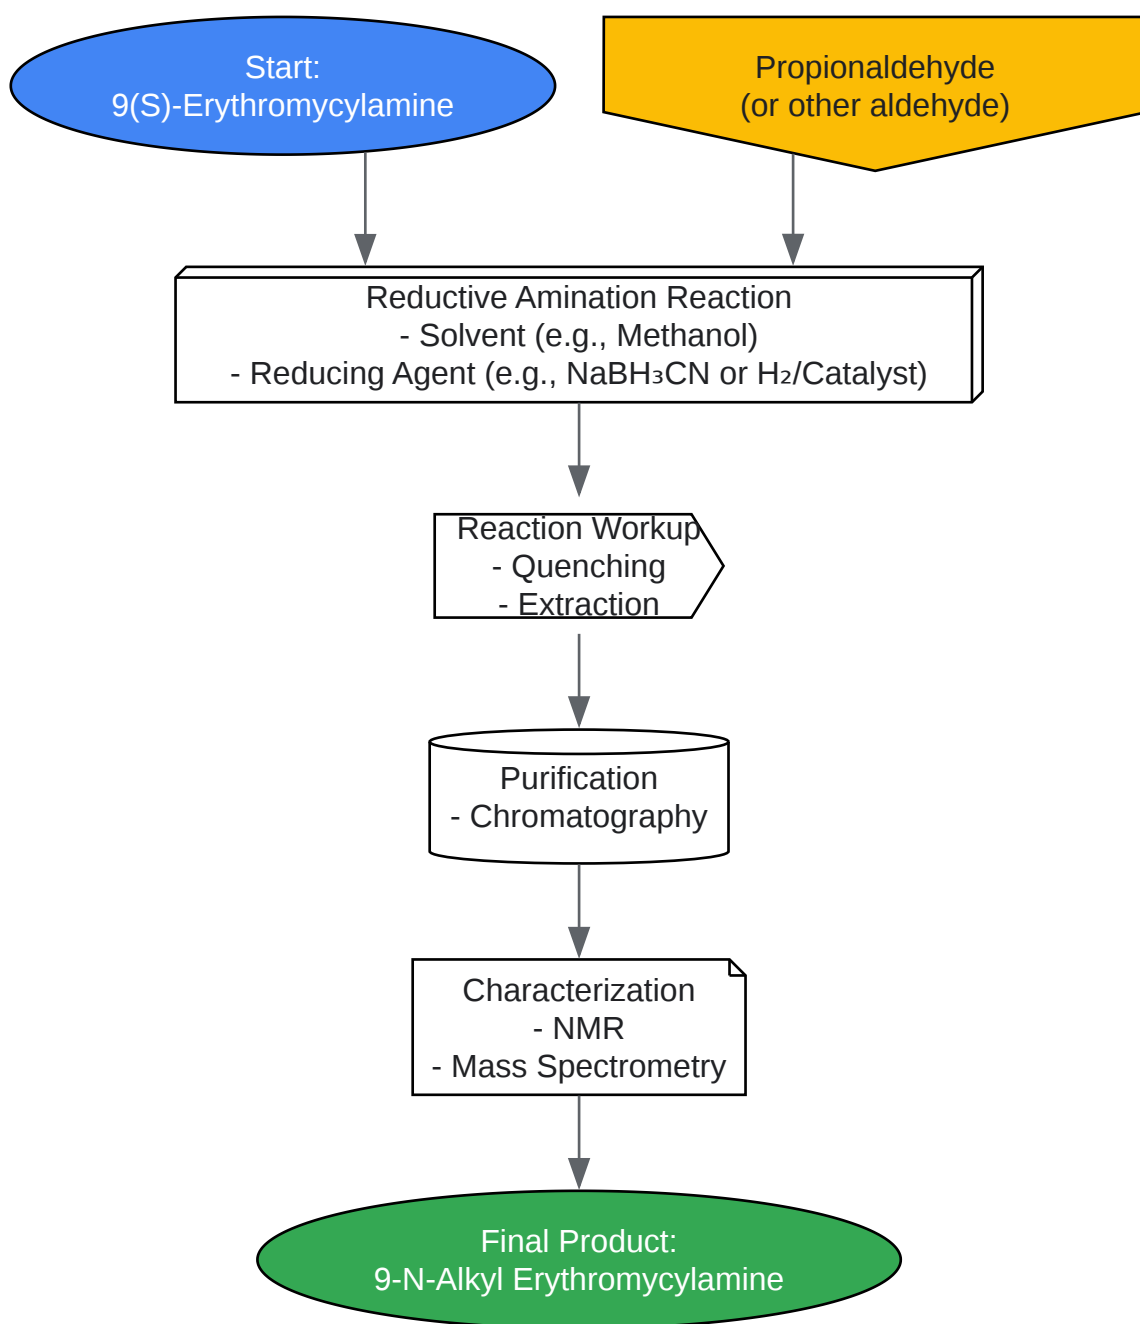 Start:
9(S)-Erythromycylamine
Propionaldehyde
(or other aldehyde)
Reductive Amination Reaction
- Solvent (e.g., Methanol)
- Reducing Agent (e.g., NaBH₃CN or H₂/Catalyst)
Reaction Workup
- Quenching
- Extraction
Purification
- Chromatography
Characterization
- NMR
- Mass Spectrometry
Final Product:
9-N-Alkyl Erythromycylamine